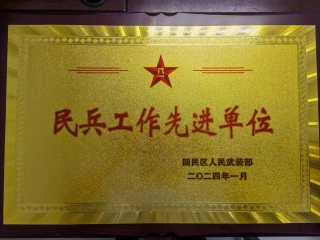 民兵工作先进单位
回民区人民武装部
二〇二四年一月